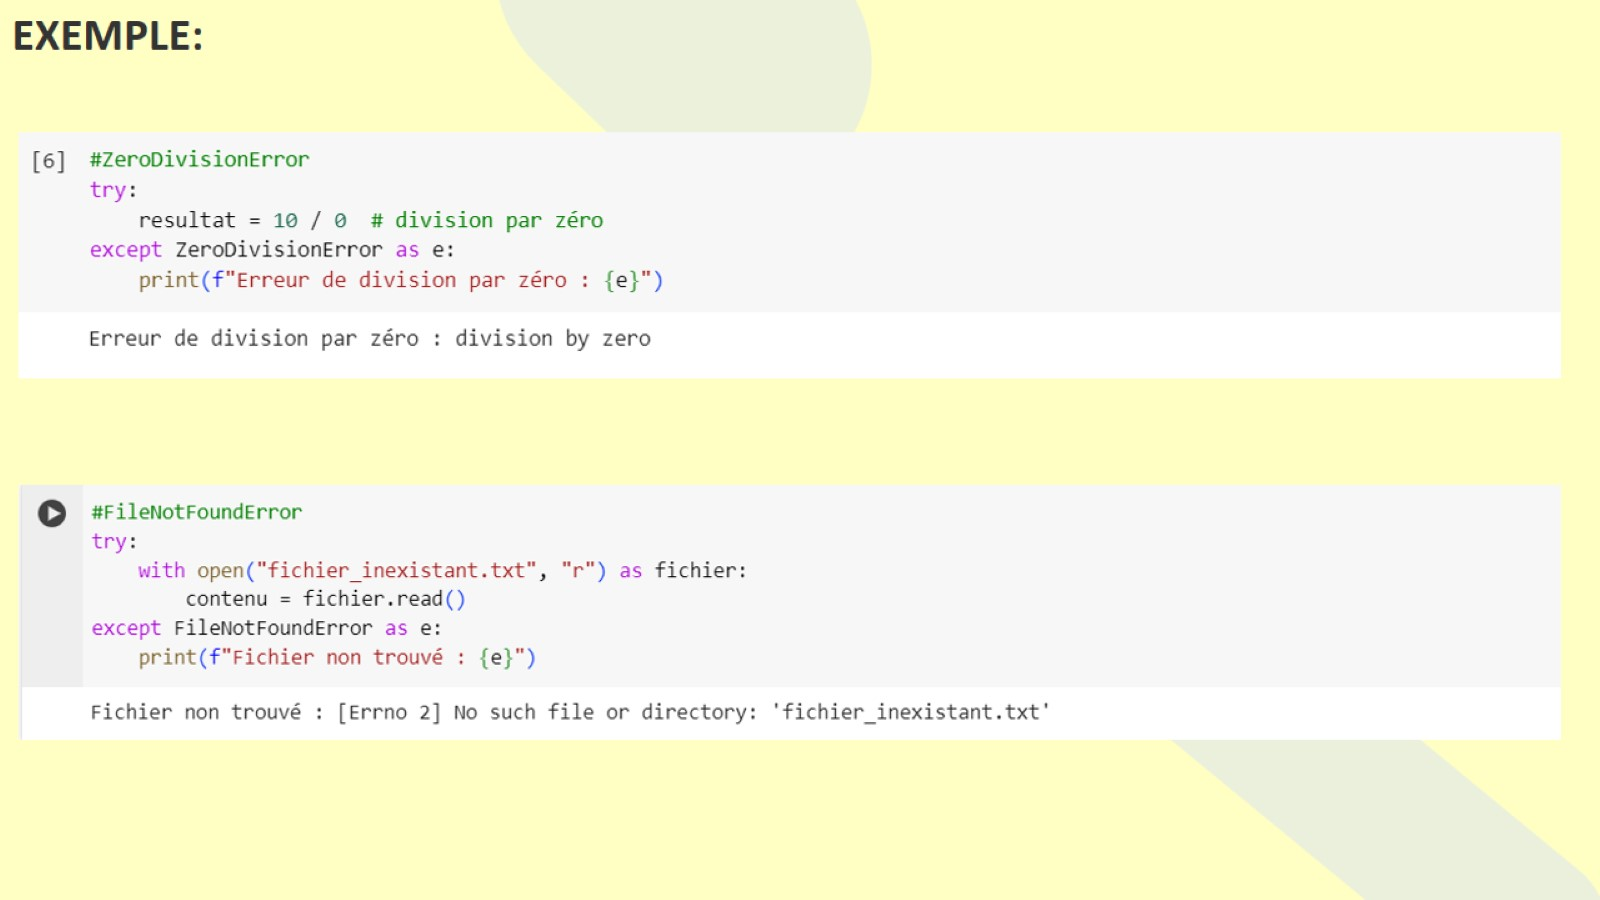 EXEMPLE:
[6] #ZeroDivisionError
try:
    resultat = 10 / 0  # division par zéro
except ZeroDivisionError as e:
    print(f"Erreur de division par zéro : {e}")
Erreur de division par zéro : division by zero
#FileNotFoundError
try:
    with open("fichier_inexistant.txt", "r") as fichier:
        contenu = fichier.read()
except FileNotFoundError as e:
    print(f"Fichier non trouvé : {e}")
Fichier non trouvé : [Errno 2] No such file or directory: 'fichier_inexistant.txt'